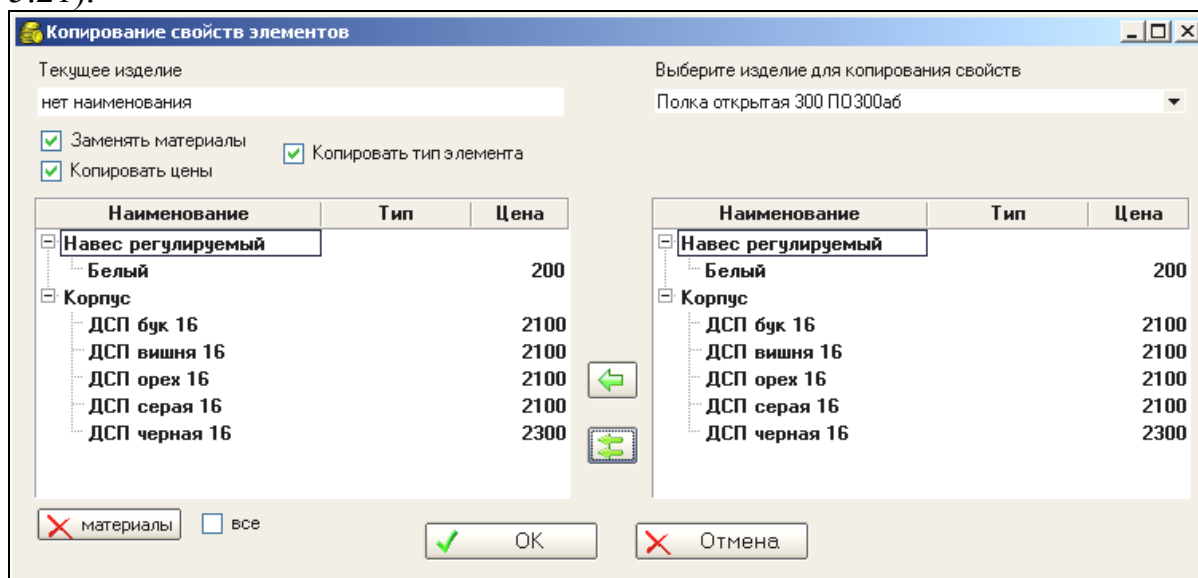 3.21).
Копирование свойств элементов
Текущее изделие
Выберите изделие для копирования свойств
нет наименования
Полка открытая 300 ПО300аб
Заменять материалы
Копировать тип элемента
Копировать цены
Наименование Тип Цена
Навес регулируемый
Белый 200
Корпус
ДСП бук 16 2100
ДСП вишня 16 2100
ДСП орех 16 2100
ДСП серая 16 2100
ДСП черная 16 2300
Наименование Тип Цена
Навес регулируемый
Белый 200
Корпус
ДСП бук 16 2100
ДСП вишня 16 2100
ДСП орех 16 2100
ДСП серая 16 2100
ДСП черная 16 2300
материалы
все
OK
Отмена